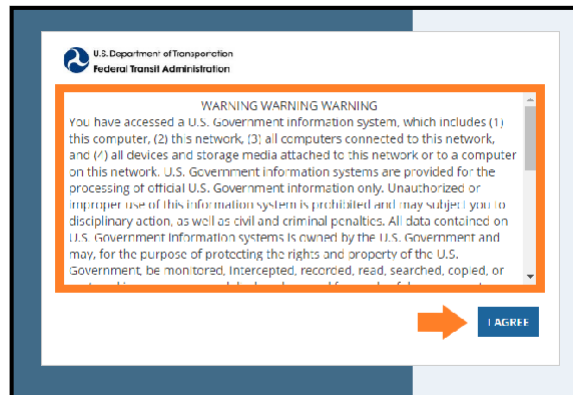 U.S. Department of Transportation
Federal Transit Administration
WARNING WARNING WARNING
You have accessed a U.S. Government information system, which includes (1)
this computer, (2) this network, (3) all computers connected to this network,
and (4) all devices and storage media attached to this network or to a computer
on this network. U.S. Government information systems are provided for the
processing of official U.S. Government information only. Unauthorized or
improper use of this information system is prohibited and may subject you to
disciplinary action, as well as civil and criminal penalties. All data contained on
U.S. Government information systems is owned by the U.S. Government and
may, for the purpose of protecting the rights and property of the U.S.
Government, be monitored, intercepted, recorded, read, searched, copied, or
I AGREE